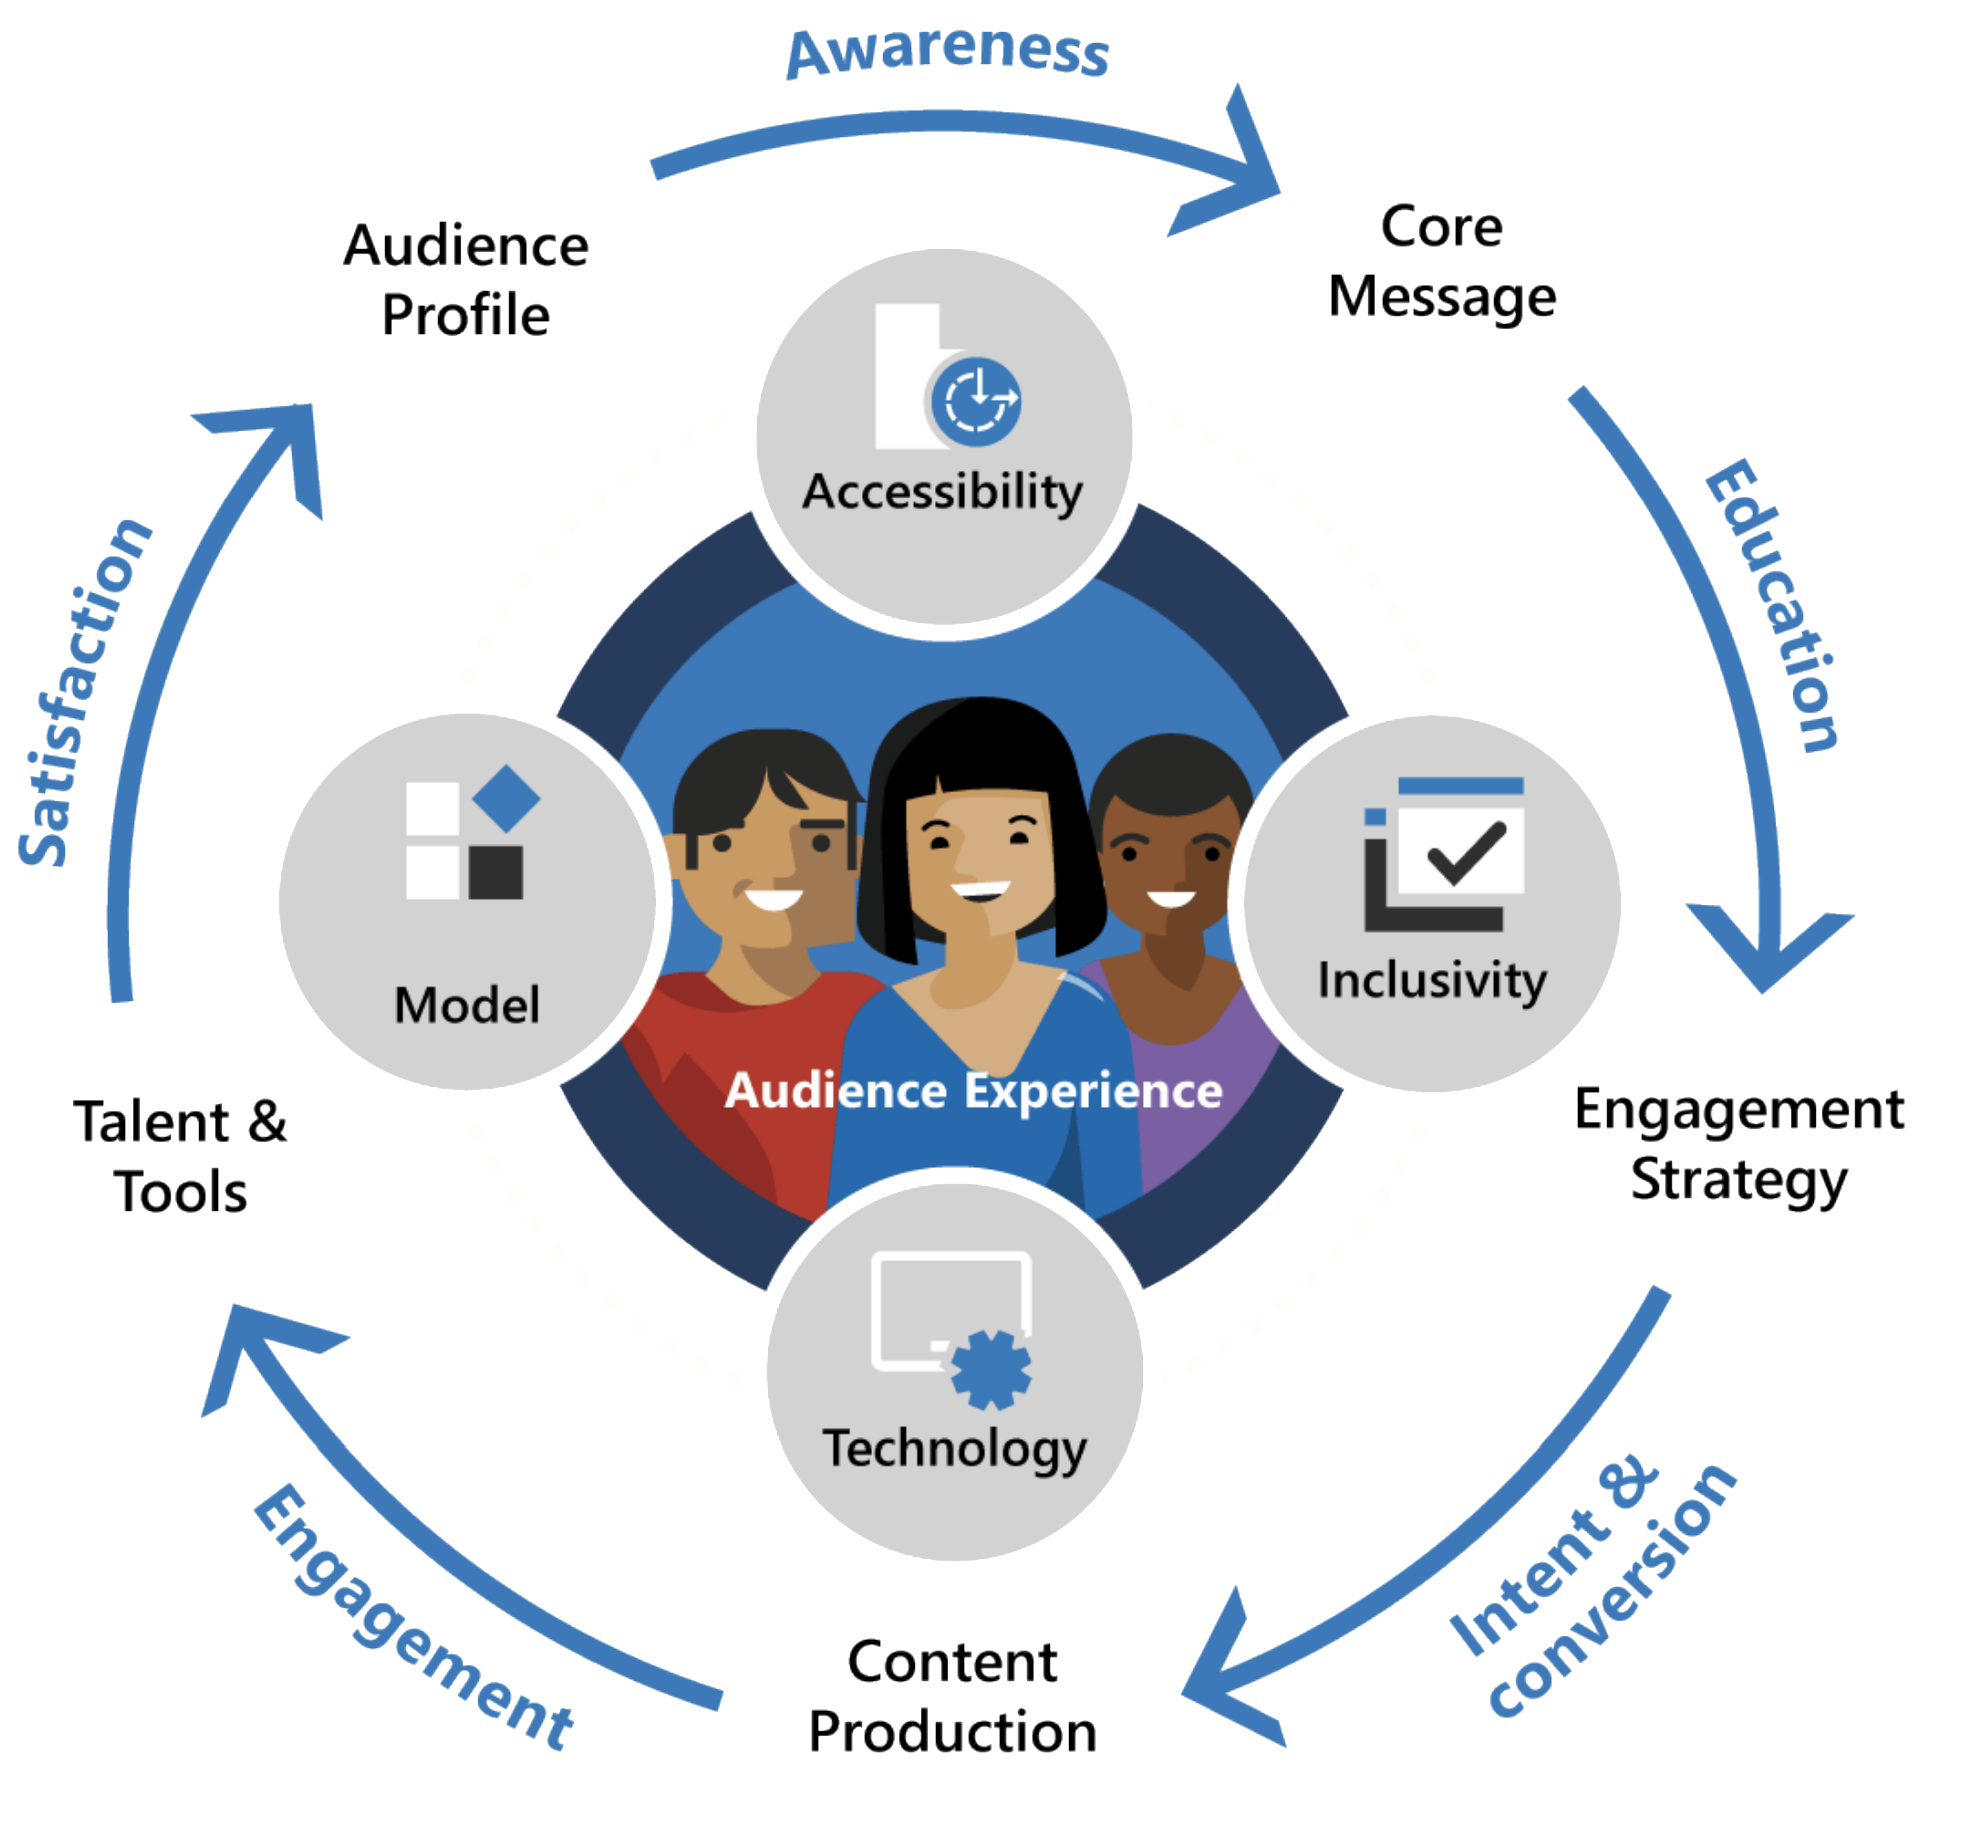 Awareness
Audience
Profile
Core
Message
Accessibility
Education
Satisfaction
Model
Inclusivity
Audience Experience
Talent &
Tools
Engagement
Strategy
Technology
Intent &
conversion
Engagement
Content
Production